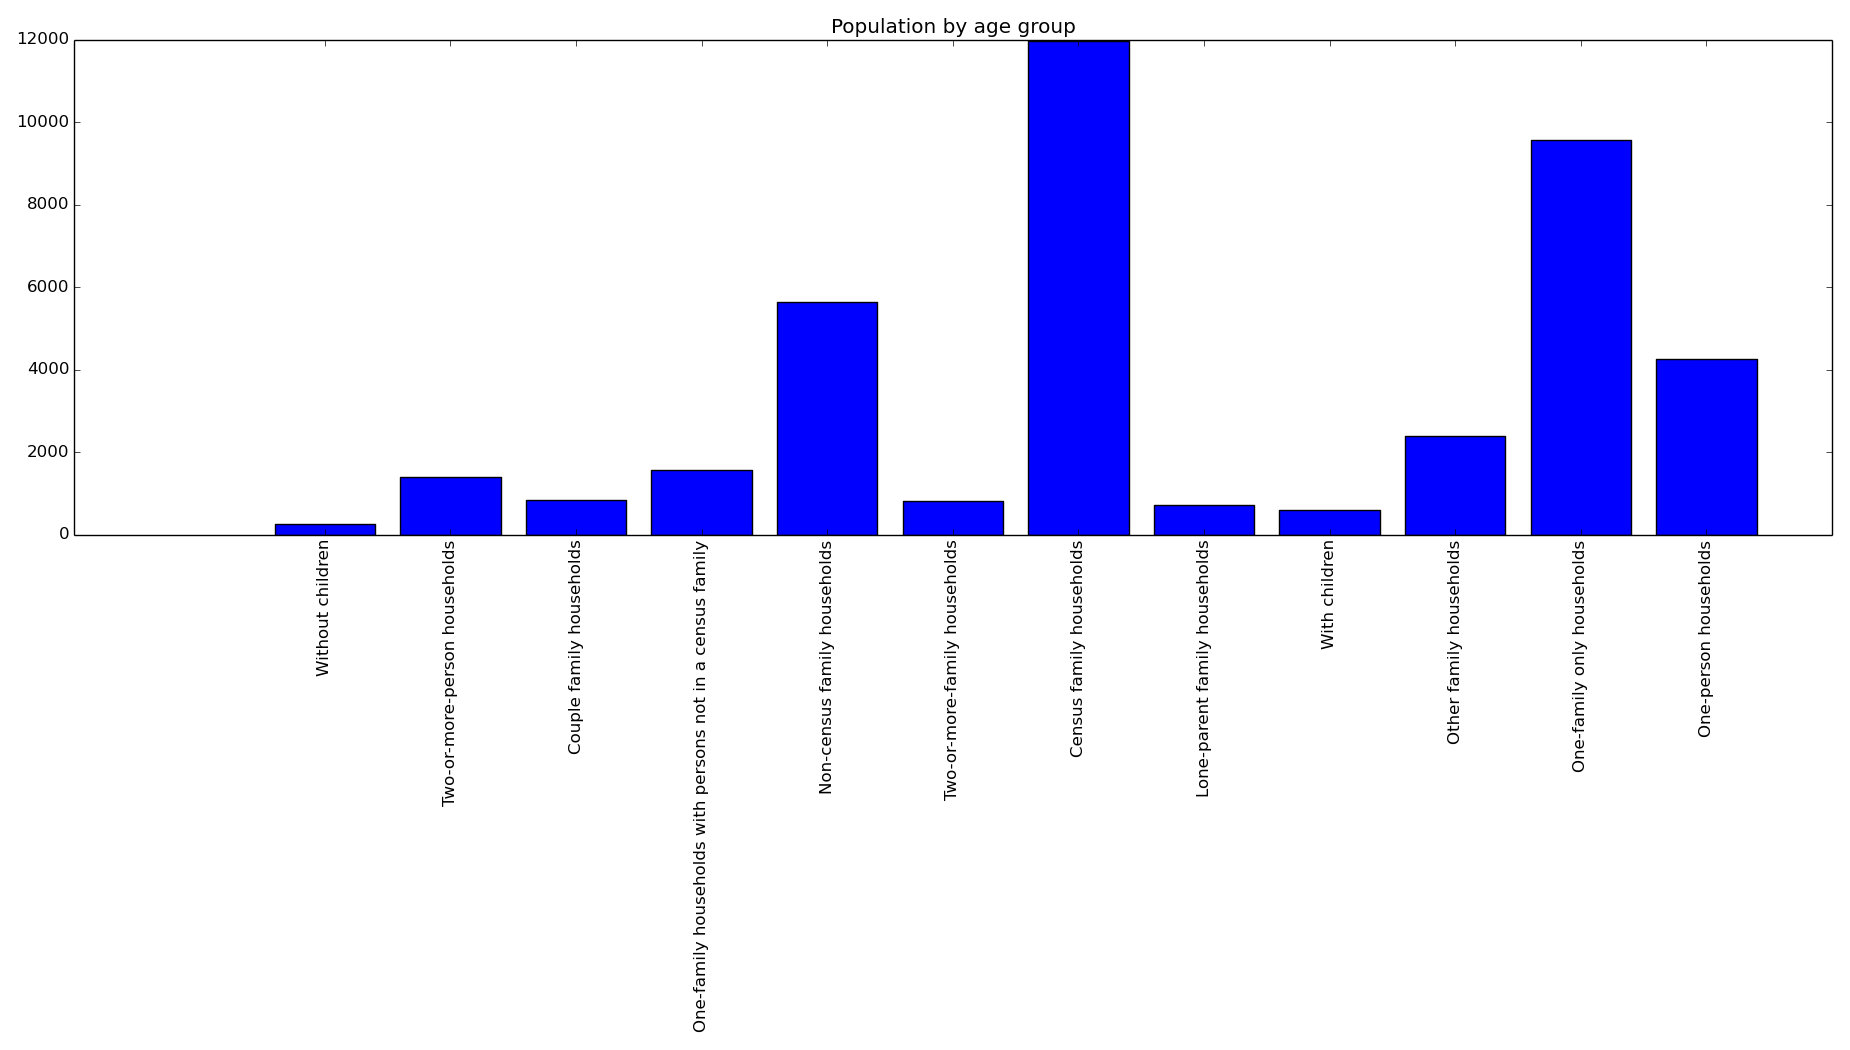 Population by age group
12000
10000
8000
6000
4000
2000
0
Without children
Two-or-more-person households
Couple family households
One-family households with persons not in a census family
Non-census family households
Two-or-more-family households
Census family households
Lone-parent family households
With children
Other family households
One-family only households
One-person households